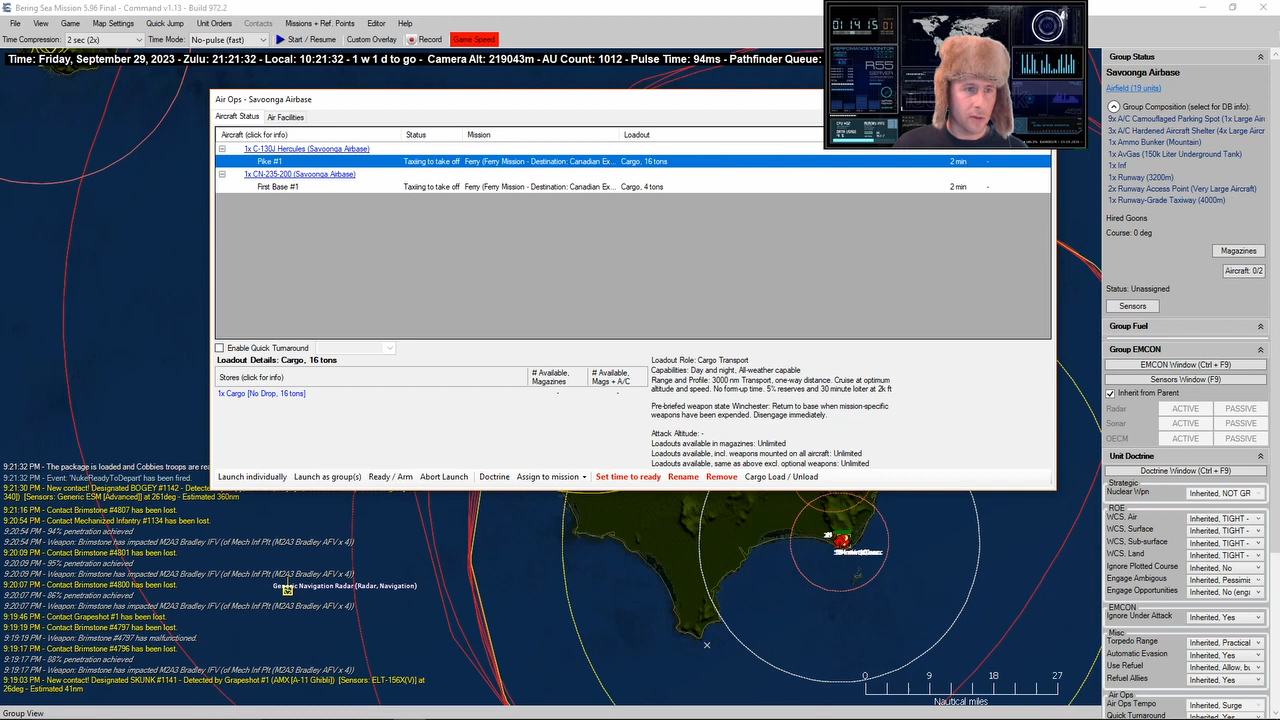 Bering Sea Mission 5.96 Final - Command v1.13 - Build 972.2
File View Game Map Settings Quick Jump Unit Orders Contacts Missions + Ref. Points Editor Help
Time Compression: 2 sec (2x) Time Mode: No-pulse (fast) Start / Resume Custom Overlay Record Game Speed
01:14:15 01
PERFORMANCE MONITOR
R55
SERVER
Group Status
Savoonga Airbase
Airfield (19 units)
Group Composition (select for DB info):
9x A/C Camouflaged Parking Spot (1x Large Air
3x A/C Hardened Aircraft Shelter (4x Large Airc
1x Ammo Bunker (Mountain)
1x AvGas (150k Liter Underground Tank)
1x Inf
1x Runway (3200m)
2x Runway Access Point (Very Large Aircraft)
1x Runway-Grade Taxiway (4000m)
Hired Goons
Course: 0 deg
Magazines
Aircraft: 0/2
Status: Unassigned
Sensors
Group Fuel
Group EMCON
EMCON Window (Ctrl + F9)
Sensors Window (F9)
Inherit from Parent
Radar ACTIVE PASSIVE
Sonar ACTIVE PASSIVE
OECM ACTIVE PASSIVE
Unit Doctrine
Doctrine Window (Ctrl + F9)
Strategic
Nuclear Wpn Inherited, NOT GR
ROE
WCS, Air Inherited, TIGHT -
WCS, Surface Inherited, TIGHT -
WCS, Sub-surface Inherited, TIGHT -
WCS, Land Inherited, TIGHT -
Ignore Plotted Course Inherited, No
Engage Ambiguous Inherited, Pessimis
Engage Opportunities Inherited, No (eng
EMCON
Ignore Under Attack Inherited, Yes
Misc
Torpedo Range Inherited, Practical
Automatic Evasion Inherited, Yes
Use Refuel Inherited, Allow, bu
Refuel Allies Inherited, Yes
Air Ops
Air Ops Tempo Inherited, Surge
Quick Turnaround Inherited, Yes
Air Ops - Savoonga Airbase
Aircraft Status Air Facilities
Aircraft (click for info) Status Mission Loadout
1x C-130J Hercules (Savoonga Airbase)
Pike #1 Taxiing to take off Ferry (Ferry Mission - Destination: Canadian Ex... Cargo, 16 tons 2 min -
1x CN-235-200 (Savoonga Airbase)
First Base #1 Taxiing to take off Ferry (Ferry Mission - Destination: Canadian Ex... Cargo, 4 tons 2 min -
Enable Quick Turnaround
Loadout Details: Cargo, 16 tons
Stores (click for info) # Available, Magazines # Available, Mags + A/C
1x Cargo [No Drop, 16 tons] - -
Loadout Role: Cargo Transport
Capabilities: Day and night, All-weather capable
Range and Profile: 3000 nm Transport, one-way distance. Cruise at optimum
altitude and speed. No form-up time. 5% reserves and 30 minute loiter at 2k ft
Pre-briefed weapon state Winchester: Return to base when mission-specific
weapons have been expended. Disengage immediately.
Attack Altitude: -
Loadouts available in magazines: Unlimited
Loadouts available, incl. weapons mounted on all aircraft: Unlimited
Loadouts available, same as above excl. optional weapons: Unlimited
Launch individually Launch as group(s) Ready / Arm Abort Launch Doctrine Assign to mission Set time to ready Rename Remove Cargo Load / Unload
9:21:32 PM - The package is loaded and Cobbies troops are rea
9:21:32 PM - Event: 'NukeReadyToDepart' has been fired.
9:21:30 PM - New contact! Designated BOGEY #1142 - Detected by
340]) [Sensors: Generic ESM [Advanced]] at 261deg - Estimated 360nm
9:21:16 PM - Contact Brimstone #4807 has been lost.
9:20:54 PM - Contact Mechanized Infantry #1134 has been lost.
9:20:54 PM - 94% penetration achieved
9:20:54 PM - Weapon: Brimstone has impacted M2A3 Bradley IFV (of Mech Inf Plt (M2A3 Bradley AFV x 4))
9:20:09 PM - Contact Brimstone #4801 has been lost.
9:20:09 PM - 95% penetration achieved
9:20:09 PM - Weapon: Brimstone has impacted M2A3 Bradley IFV (of Mech Inf Plt (M2A3 Bradley AFV x 4))
9:20:07 PM - Contact Brimstone #4800 has been lost.
9:20:07 PM - 86% penetration achieved
9:20:07 PM - Weapon: Brimstone has impacted M2A3 Bradley IFV (of Mech Inf Plt (M2A3 Bradley AFV x 4))
9:19:46 PM - Contact Grapeshot #1 has been lost.
9:19:19 PM - Contact Brimstone #4797 has been lost.
9:19:19 PM - Weapon: Brimstone #4797 has malfunctioned.
9:19:17 PM - Contact Brimstone #4796 has been lost.
9:19:17 PM - 88% penetration achieved
9:19:17 PM - Weapon: Brimstone has impacted M2A3 Bradley IFV (of Mech Inf Plt (M2A3 Bradley AFV x 4))
9:19:03 PM - New contact! Designated SKUNK #1141 - Detected by Grapeshot #1 (AMX [A-11 Ghibli]) [Sensors: ELT-156X(V)] at
26deg - Estimated 41nm
Generic Navigation Radar (Radar, Navigation)
0 9 18 27
Nautical miles
Group View